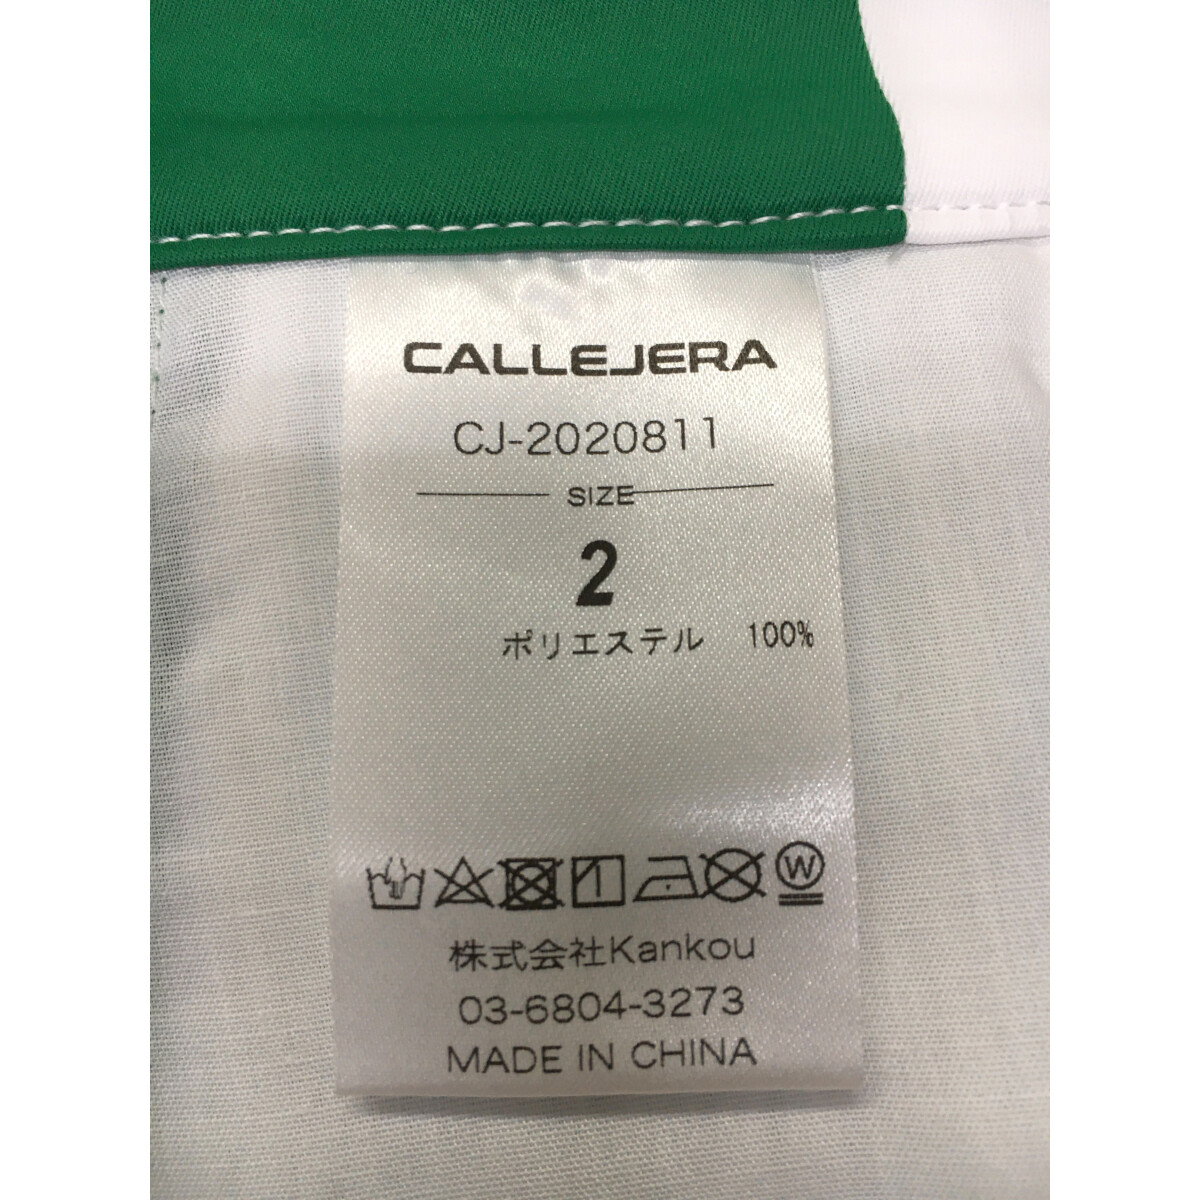 CALLEJERA
CJ-2020811
SIZE
2
ポリエステル 100%
W
株式会社Kankou
03-6804-3273
MADE IN CHINA